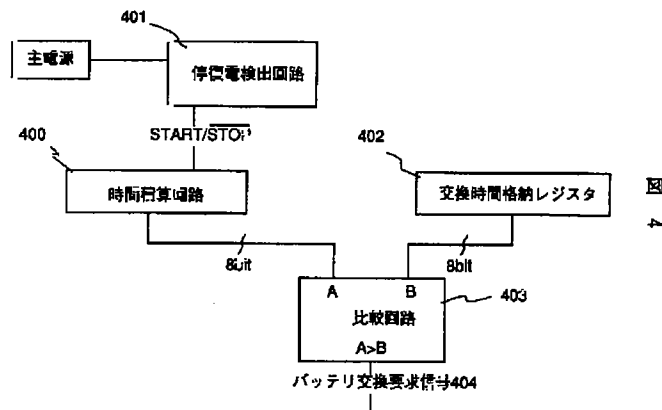 401
主電源
停復電検出回路
400
START/STOP
402
時間積算回路
交換時間格納レジスタ
図 4
8bit
8bit
A B
403
比較回路
A>B
バッテリ交換要求信号404